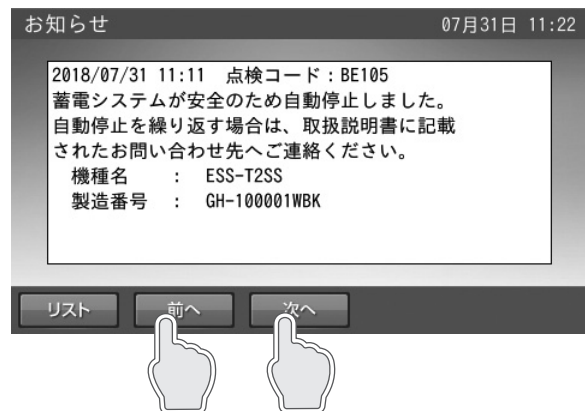 お知らせ 07月31日 11:22
2018/07/31 11:11 点検コード：BE105
蓄電システムが安全のため自動停止しました。
自動停止を繰り返す場合は、取扱説明書に記載
されたお問い合わせ先へご連絡ください。
機種名 : ESS-T2SS
製造番号 : GH-100001WBK
リスト 前へ 次へ